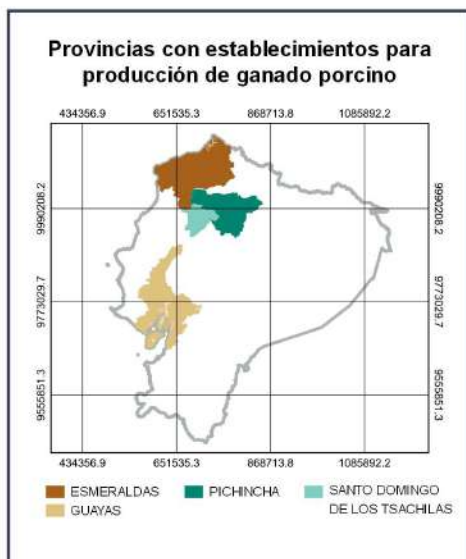 Provincias con establecimientos para
producción de ganado porcino
434356.9 651535.3 868713.8 1085892.2
9990208.2 9990208.2
9773029.7 9773029.7
9555851.3 9555851.3
434356.9 651535.3 868713.8 1085892.2
ESMERALDAS PICHINCHA SANTO DOMINGO
GUAYAS DE LOS TSACHILAS